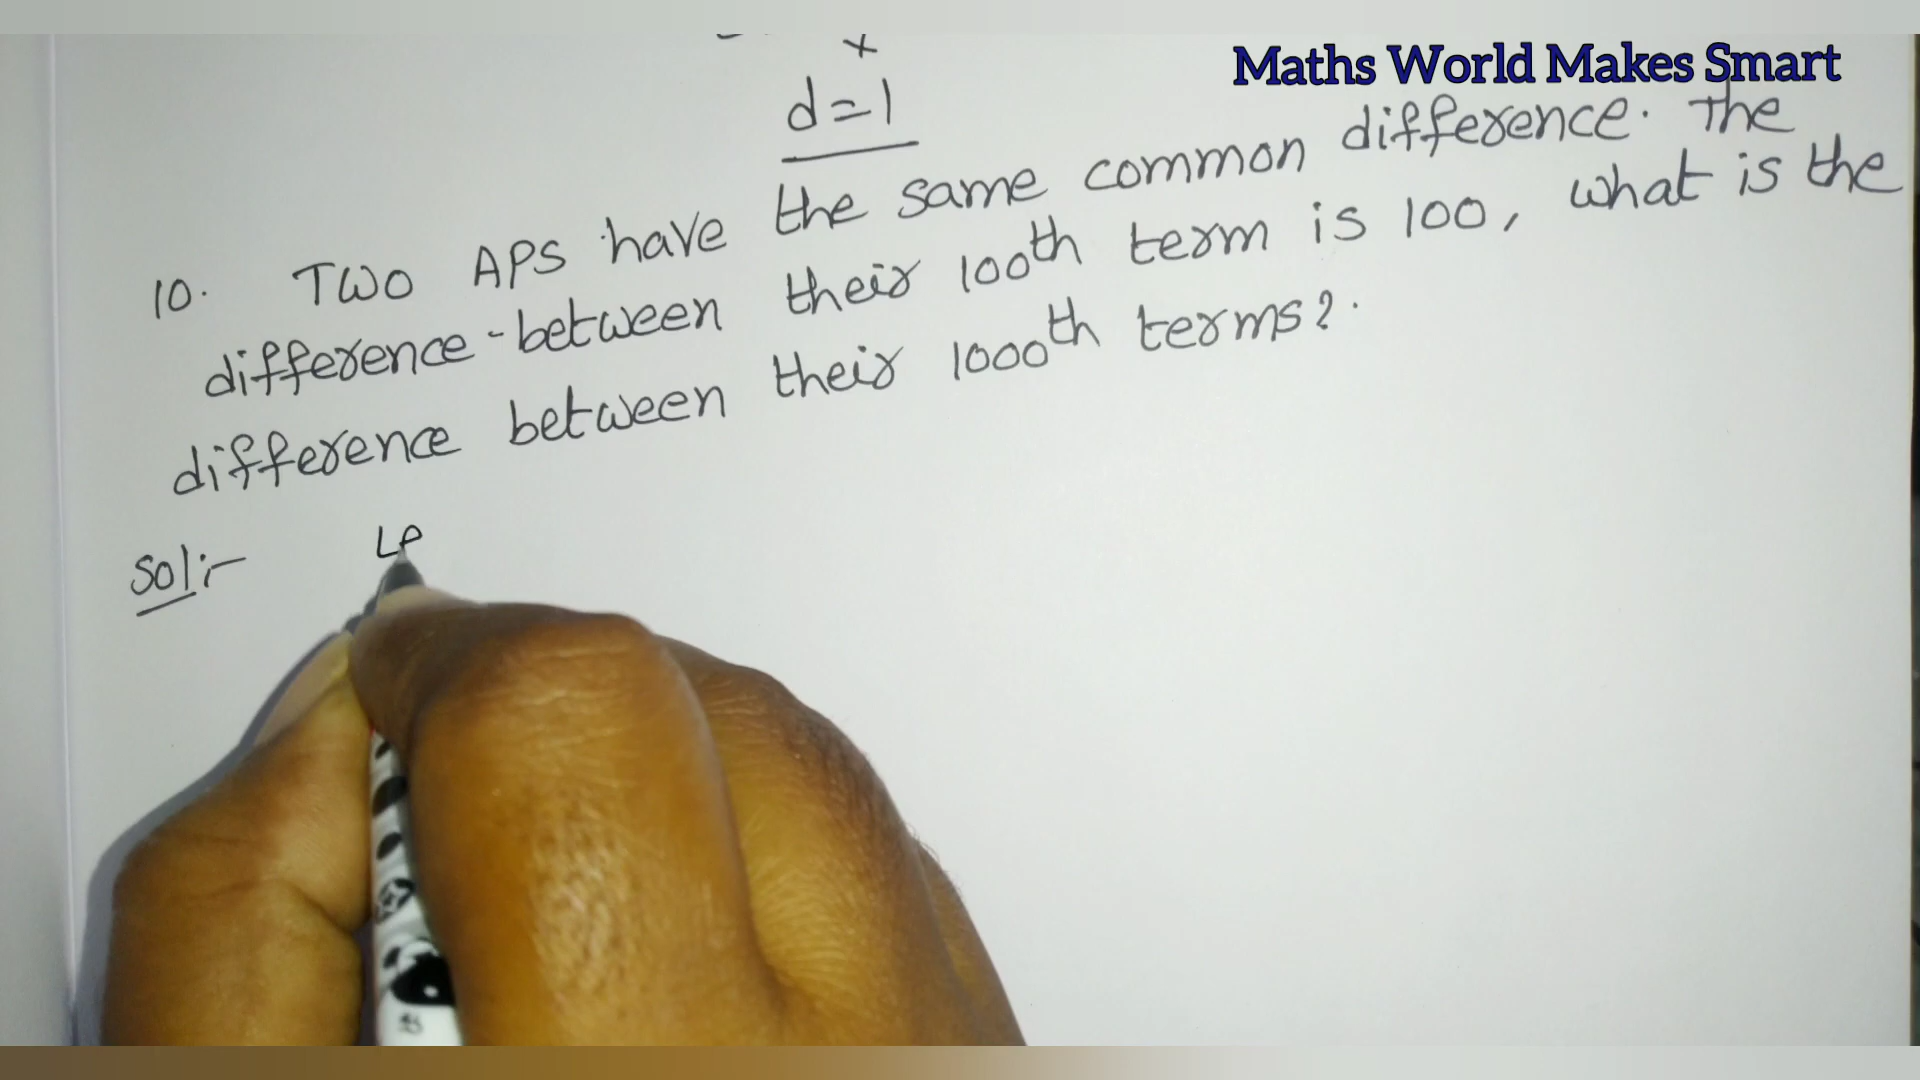 Maths World Makes Smart
d=1
10. Two APS have the same common difference. The
difference between their 100th term is 100, what is the
difference between their 1000th terms?.
Sol:-